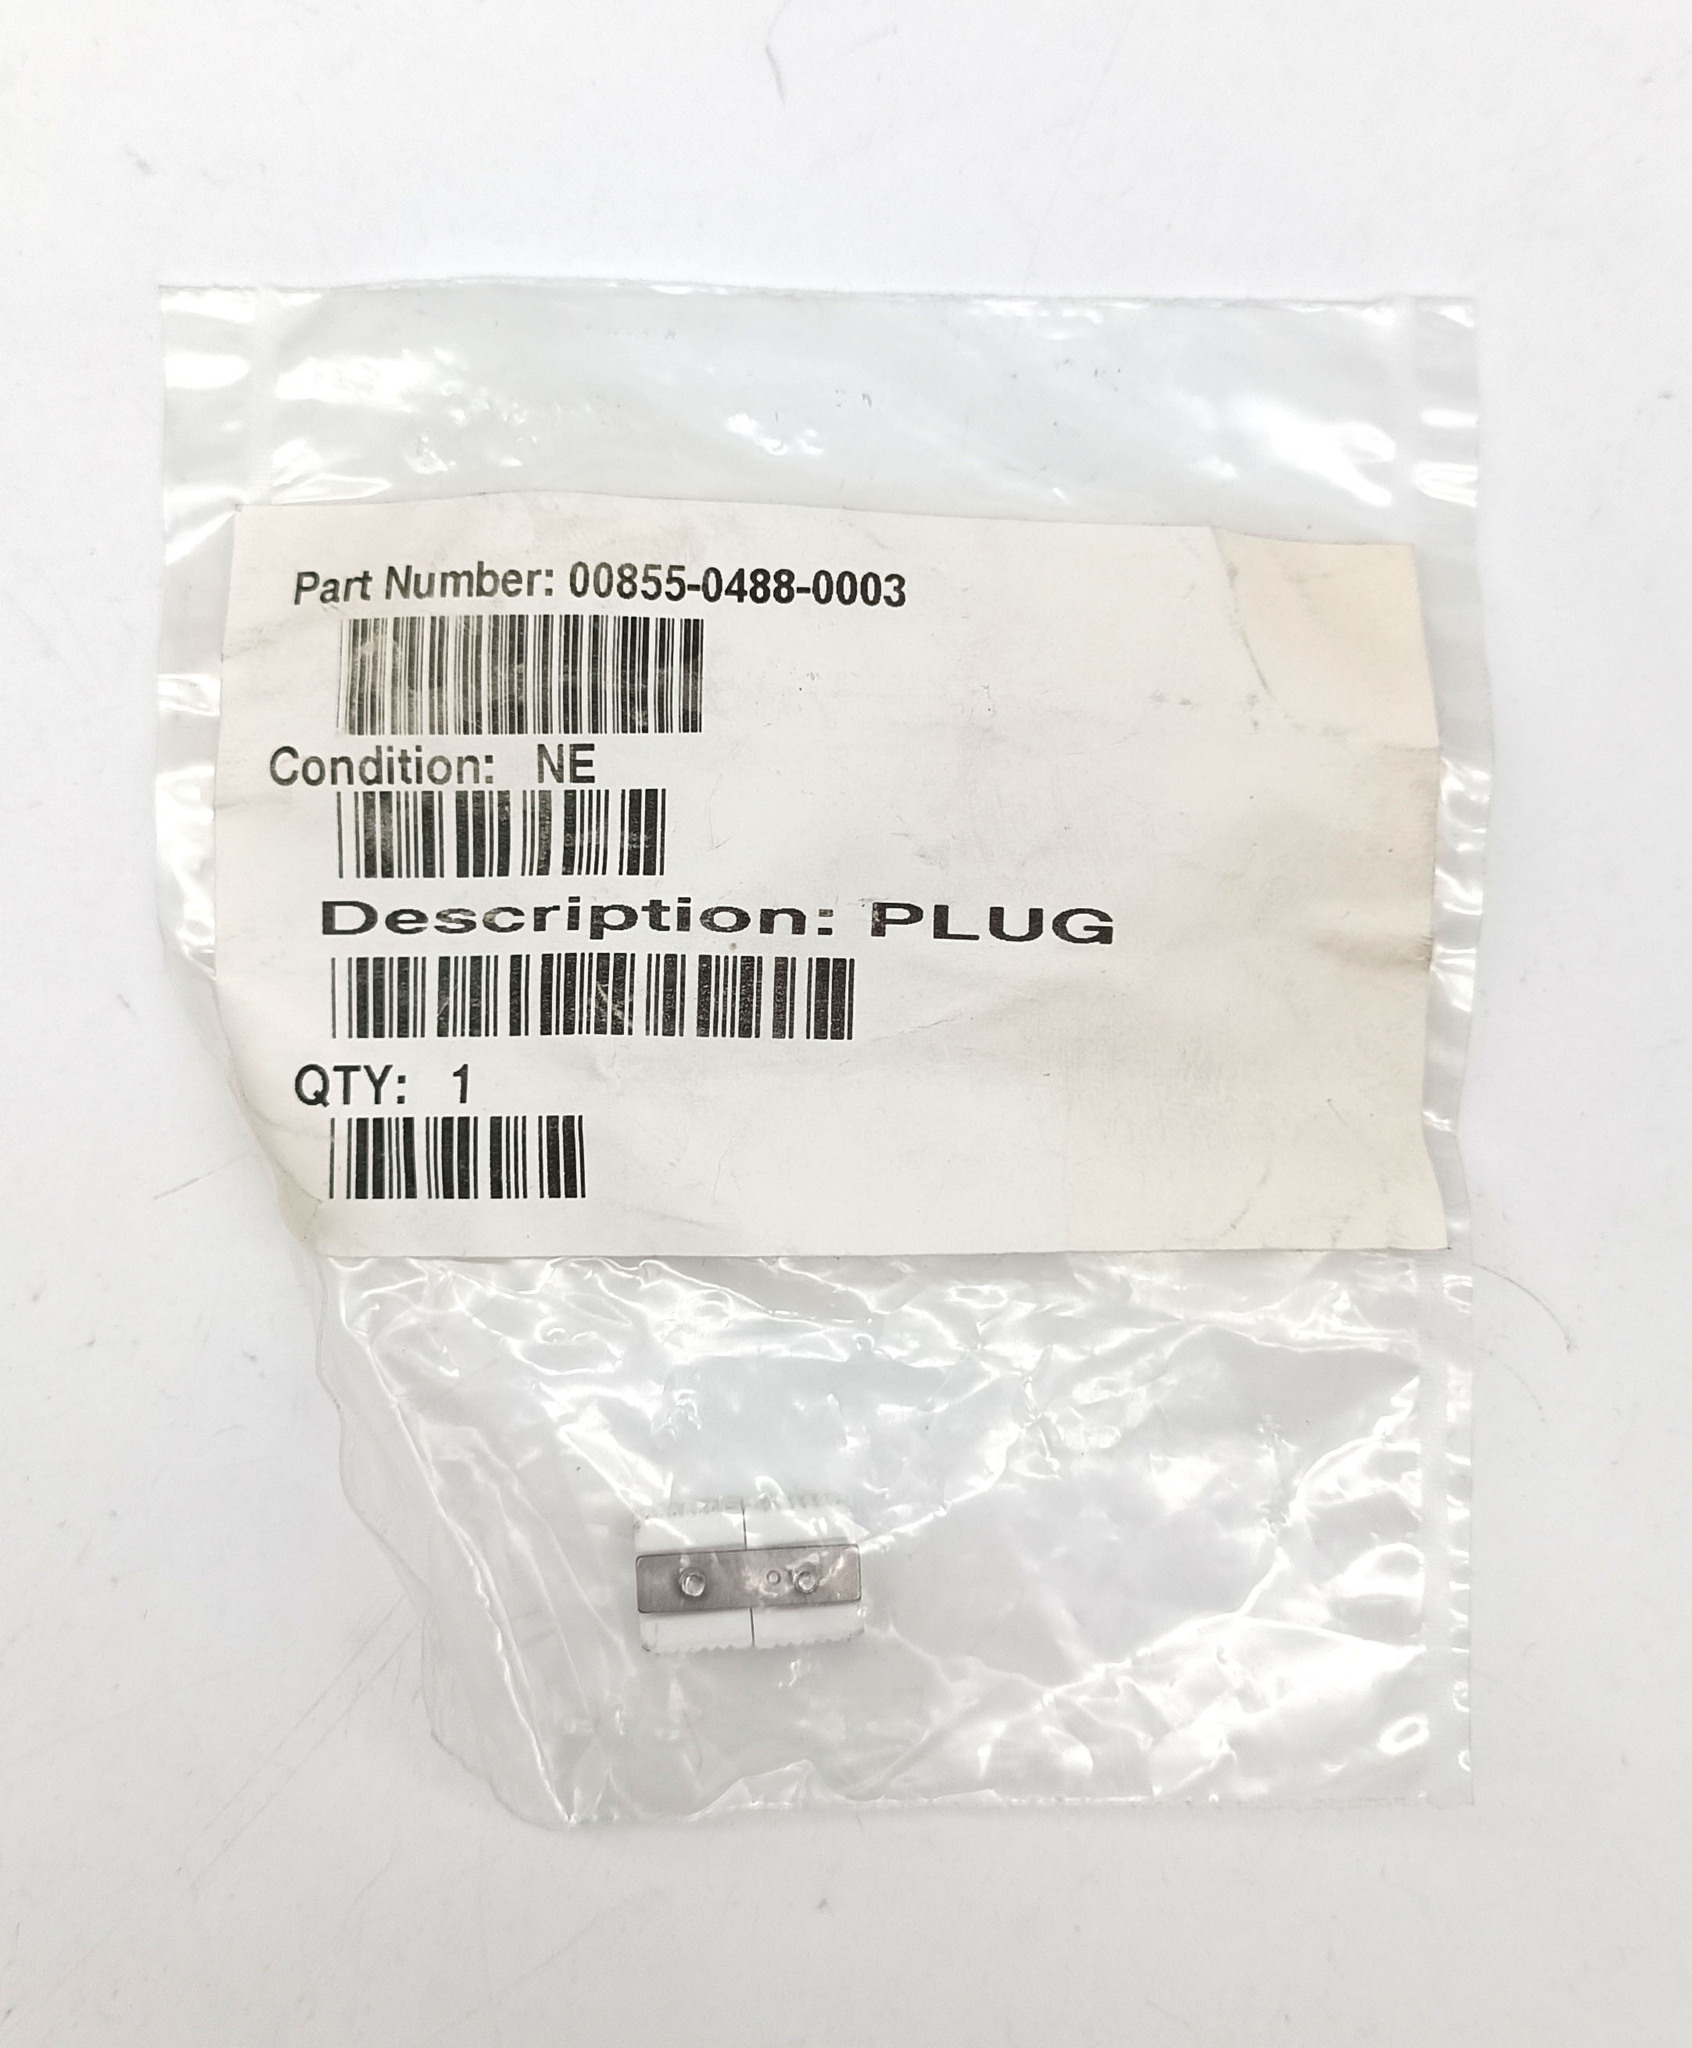 Part Number: 00855-0488-0003
Condition: NE
Description: PLUG
QTY: 1